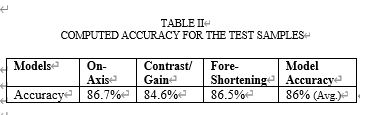 TABLE II
COMPUTED ACCURACY FOR THE TEST SAMPLES
Models On-Axis Contrast/Gain Fore-Shortening Model Accuracy
Accuracy 86.7% 84.6% 86.5% 86% (Avg.)